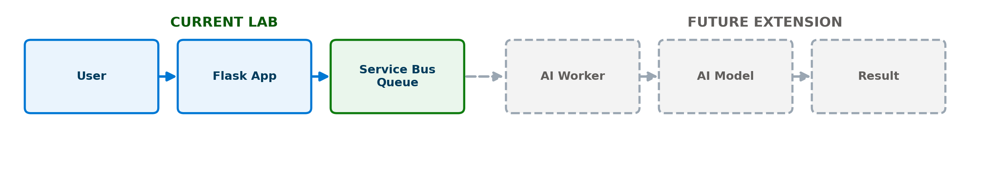 CURRENT LAB
FUTURE EXTENSION
User
Flask App
Service Bus
Queue
AI Worker
AI Model
Result